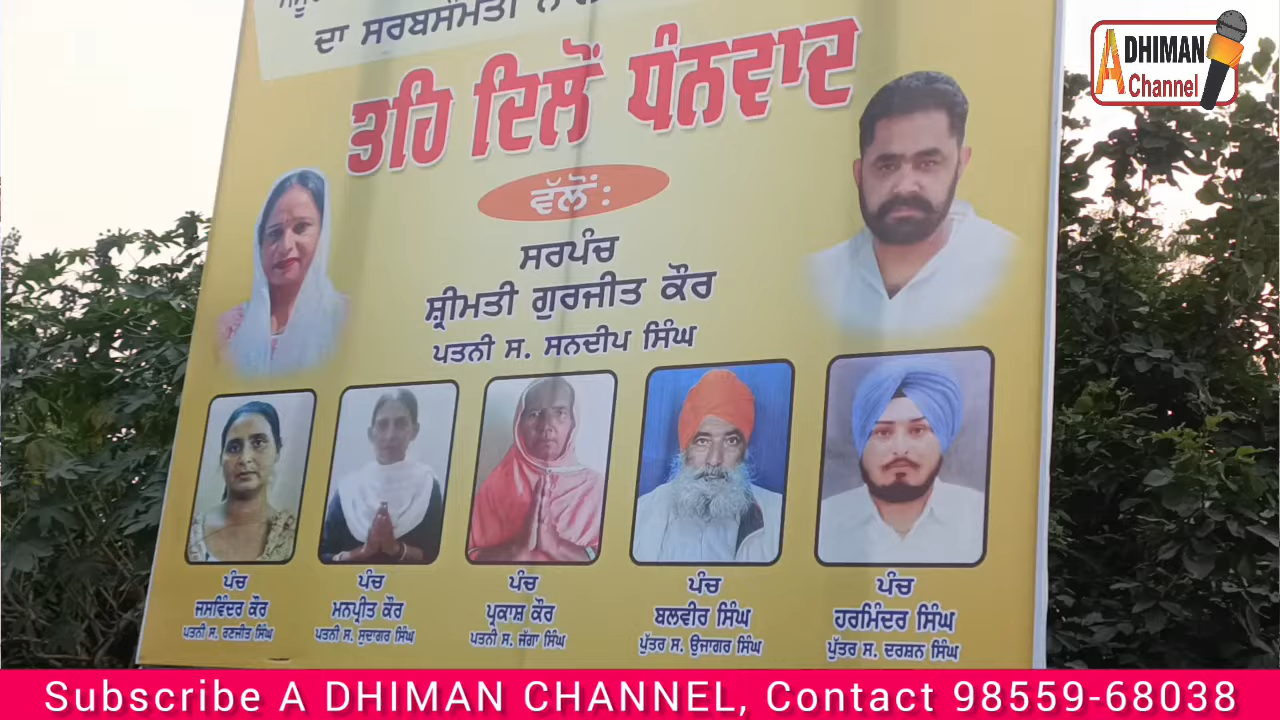 ਦਾ ਸਰਬਸੰਮਤੀ ਨਾਲ
ਤਹਿ ਦਿਲੋਂ ਧੰਨਵਾਦ
ਵੱਲੋਂ:
ਸਰਪੰਚ
ਸ਼੍ਰੀਮਤੀ ਗੁਰਜੀਤ ਕੌਰ
ਪਤਨੀ ਸ. ਸਨਦੀਪ ਸਿੰਘ
ਪੰਚ
ਜਸਵਿੰਦਰ ਕੌਰ
ਪਤਨੀ ਸ. ਰਣਜੀਤ ਸਿੰਘ
ਪੰਚ
ਮਨਪ੍ਰੀਤ ਕੌਰ
ਪਤਨੀ ਸ. ਸੁਦਾਗਰ ਸਿੰਘ
ਪੰਚ
ਪ੍ਰਕਾਸ਼ ਕੌਰ
ਪਤਨੀ ਸ. ਜੱਗਾ ਸਿੰਘ
ਪੰਚ
ਬਲਵੀਰ ਸਿੰਘ
ਪੁੱਤਰ ਸ. ਉਜਾਗਰ ਸਿੰਘ
ਪੰਚ
ਹਰਮਿੰਦਰ ਸਿੰਘ
ਪੁੱਤਰ ਸ. ਦਰਸ਼ਨ ਸਿੰਘ
A DHIMAN
Channel
Subscribe A DHIMAN CHANNEL, Contact 98559-68038